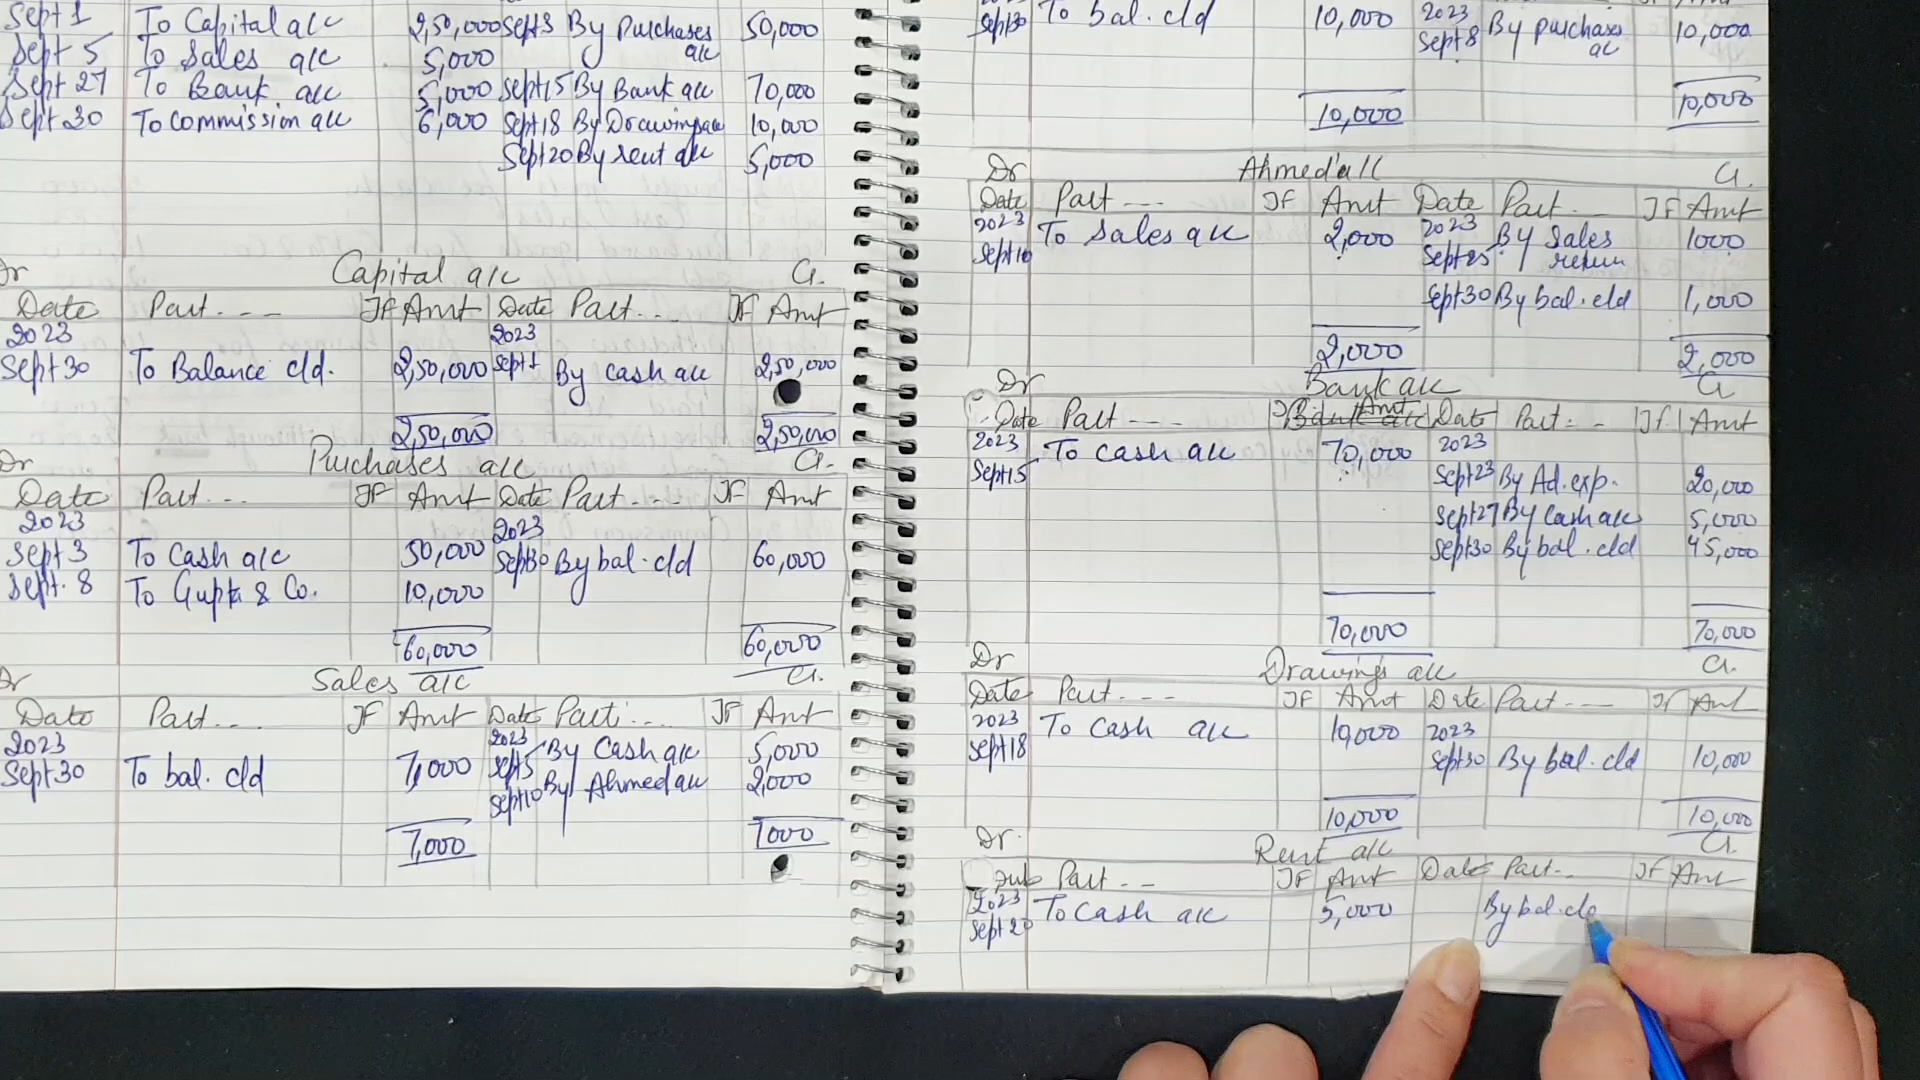 Sept 1 To Capital a/c 2,50,000 Sept 3 By Purchases a/c 50,000
Sept 5 To Sales a/c 5,000
Sept 27 To Bank a/c 5,000 Sept 15 By Bank a/c 70,000
Sept 30 To Commission a/c 6,000 Sept 18 By Drawings a/c 10,000
Sept 20 By rent a/c 5,000
Dr Capital a/c Cr.
Date Part. --- JF Amt Date Part... JF Amt
2023 2023
Sept 30 To Balance c/d. 2,50,000 Sept 1 By cash a/c 2,50,000
2,50,000 2,50,000
Dr Purchases a/c Cr.
Date Part... JF Amt Date Part. --- JF Amt
2023 2023
Sept 3 To Cash a/c 50,000 Sept 30 By bal. c/d 60,000
Sept. 8 To Gupta & Co. 10,000
60,000 60,000
Dr Sales a/c Cr.
Date Part... JF Amt Date Part. ... JF Amt
2023 2023
Sept 30 To bal. c/d 7,000 Sept 5 By Cash a/c 5,000
Sept 10 By Ahmed a/c 2,000
7,000 7000
Sept 30 To bal. c/d 10,000 2023 Sept 8 By purchases a/c 10,000
10,000 10,000
Dr Ahmed a/c Cr.
Date Part --- JF Amt Date Part. --- JF Amt
2023 2023
Sept 10 To Sales a/c 2,000 Sept 25 By Sales return 1000
Sept 30 By bal. c/d 1,000
2,000 2,000
Dr Bank a/c Cr
Date Part --- JF Amt Date Part. - - JF Amt
2023 2023
Sept 15 To cash a/c 70,000
Sept 23 By Ad. exp. 20,000
Sept 27 By Cash a/c 5,000
Sept 30 By bal. c/d 45,000
70,000 70,000
Dr Drawings a/c Cr.
Date Part. --- JF Amt Date Part. --- JF Amt
2023 2023
Sept 18 To Cash a/c 10,000 Sept 30 By bal. c/d 10,000
10,000 10,000
Dr. Rent a/c Cr.
Part - - JF Amt Date Part... JF Amt
2023
Sept 20 To Cash a/c 5,000 By bal. c/d